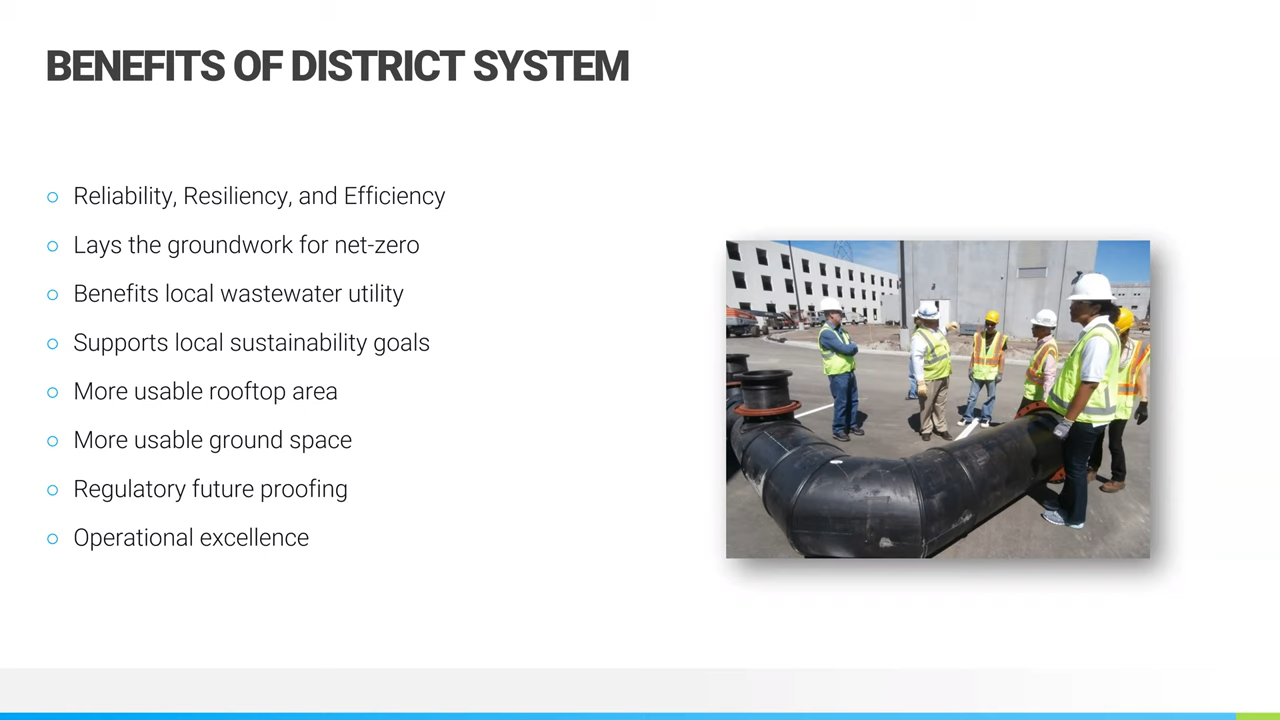 BENEFITS OF DISTRICT SYSTEM
Reliability, Resiliency, and Efficiency
Lays the groundwork for net-zero
Benefits local wastewater utility
Supports local sustainability goals
More usable rooftop area
More usable ground space
Regulatory future proofing
Operational excellence